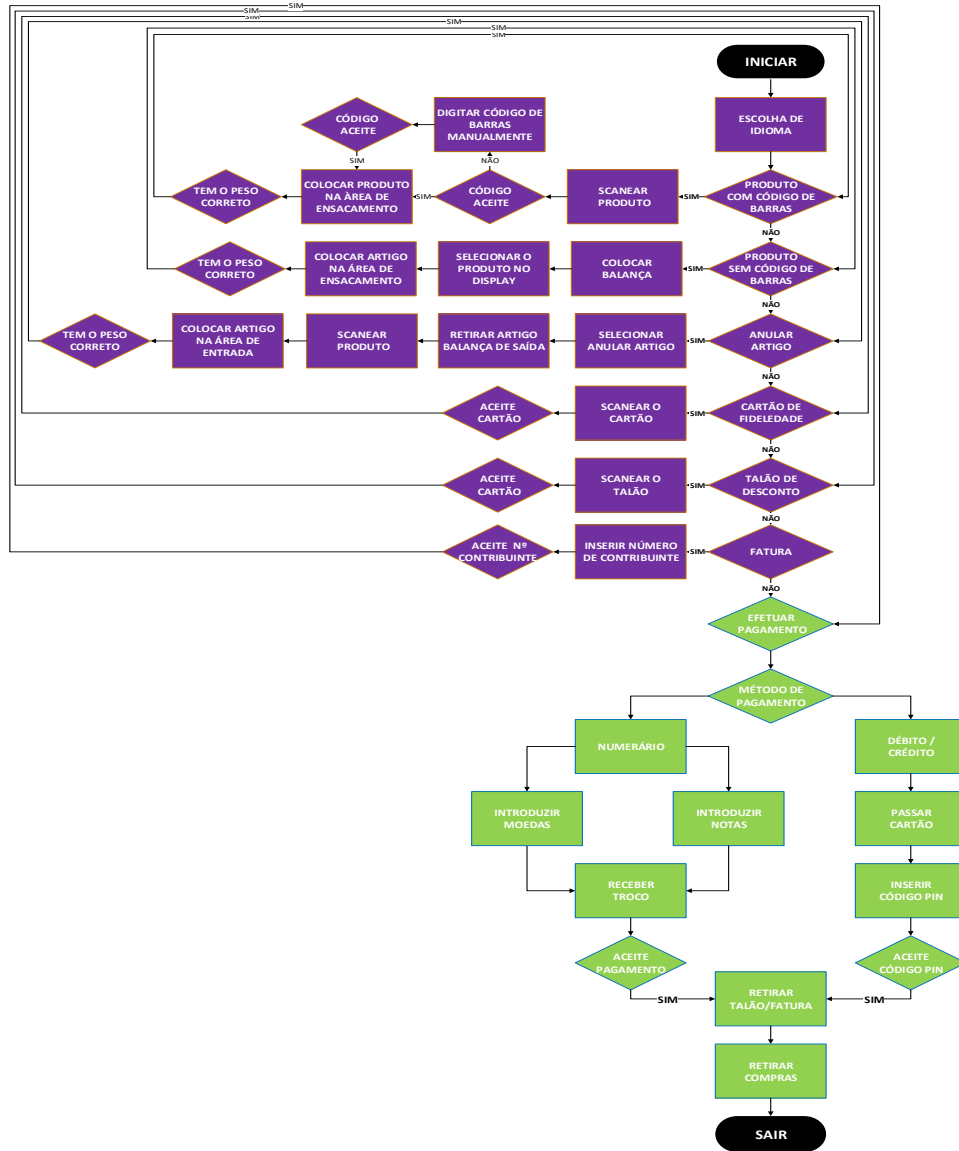 SIM
SIM
SIM
SIM
SIM
SIM
INICIAR
ESCOLHA DE
IDIOMA
CÓDIGO
ACEITE
DIGITAR CÓDIGO DE
BARRAS
MANUALMENTE
SIM
NÃO
TEM O PESO
CORRETO
COLOCAR PRODUTO
NA ÀREA DE
ENSACAMENTO
SIM
CÓDIGO
ACEITE
SCANEAR
PRODUTO
SIM
PRODUTO
COM CÓDIGO DE
BARRAS
NÃO
TEM O PESO
CORRETO
COLOCAR ARTIGO
NA ÁREA DE
ENSACAMENTO
SELECIONAR O
PRODUTO NO
DISPLAY
COLOCAR
BALANÇA
SIM
PRODUTO
SEM CÓDIGO DE
BARRAS
NÃO
TEM O PESO
CORRETO
COLOCAR ARTIGO
NA ÁREA DE
ENTRADA
SCANEAR
PRODUTO
RETIRAR ARTIGO
BALANÇA DE SAÍDA
SELECIONAR
ANULAR ARTIGO
SIM
ANULAR
ARTIGO
NÃO
ACEITE
CARTÃO
SCANEAR O
CARTÃO
SIM
CARTÃO DE
FIDELEDADE
NÃO
ACEITE
CARTÃO
SCANEAR O
TALÃO
SIM
TALÃO DE
DESCONTO
NÃO
ACEITE Nº
CONTRIBUINTE
INSERIR NÚMERO
DE CONTRIBUINTE
SIM
FATURA
NÃO
EFETUAR
PAGAMENTO
MÉTODO DE
PAGAMENTO
NUMERÁRIO
DÉBITO /
CRÉDITO
INTRODUZIR
MOEDAS
INTRODUZIR
NOTAS
PASSAR
CARTÃO
RECEBER
TROCO
INSERIR
CÓDIGO PIN
ACEITE
PAGAMENTO
ACEITE
CÓDIGO PIN
SIM
RETIRAR
TALÃO/FATURA
SIM
RETIRAR
COMPRAS
SAIR